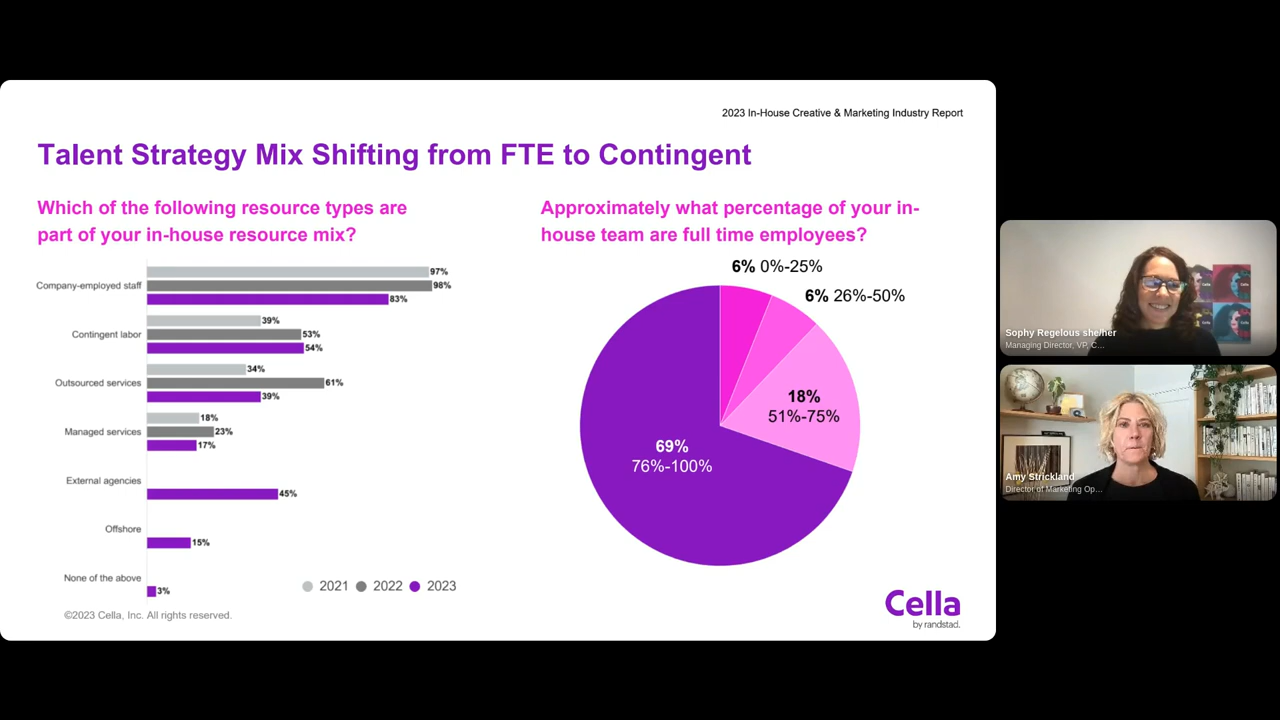 2023 In-House Creative & Marketing Industry Report
Talent Strategy Mix Shifting from FTE to Contingent
Which of the following resource types are
part of your in-house resource mix?
Company-employed staff
97%
98%
83%
Contingent labor
39%
53%
54%
Outsourced services
34%
61%
39%
Managed services
18%
23%
17%
External agencies
45%
Offshore
15%
None of the above
3%
2021
2022
2023
©2023 Cella, Inc. All rights reserved.
Approximately what percentage of your in-
house team are full time employees?
6% 0%-25%
6% 26%-50%
18%
51%-75%
69%
76%-100%
Cella
by randstad.
Sophy Regelous she/her
Managing Director, VP, C...
Amy Strickland
Director of Marketing Op...